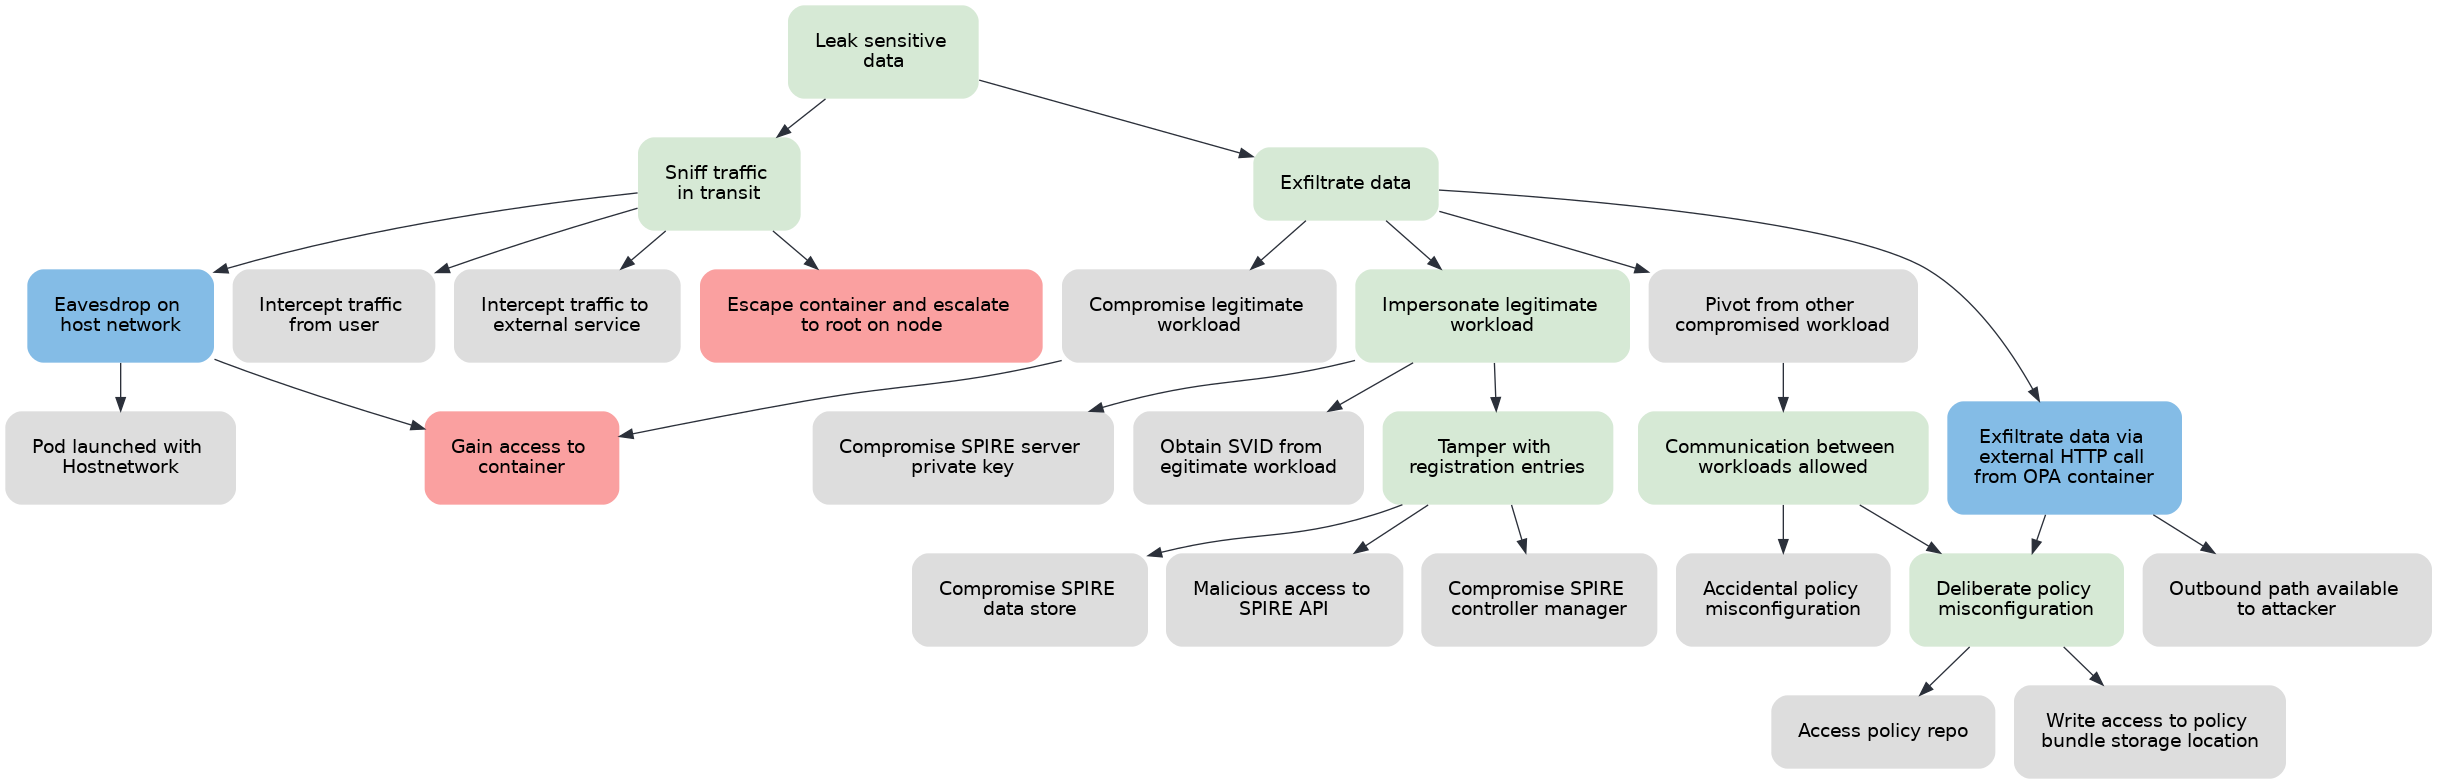 Leak sensitive
data
Sniff traffic
in transit
Exfiltrate data
Eavesdrop on
host network
Intercept traffic
from user
Intercept traffic to
external service
Escape container and escalate
to root on node
Compromise legitimate
workload
Impersonate legitimate
workload
Pivot from other
compromised workload
Pod launched with
Hostnetwork
Gain access to
container
Compromise SPIRE server
private key
Obtain SVID from
egitimate workload
Tamper with
registration entries
Communication between
workloads allowed
Exfiltrate data via
external HTTP call
from OPA container
Compromise SPIRE
data store
Malicious access to
SPIRE API
Compromise SPIRE
controller manager
Accidental policy
misconfiguration
Deliberate policy
misconfiguration
Outbound path available
to attacker
Access policy repo
Write access to policy
bundle storage location